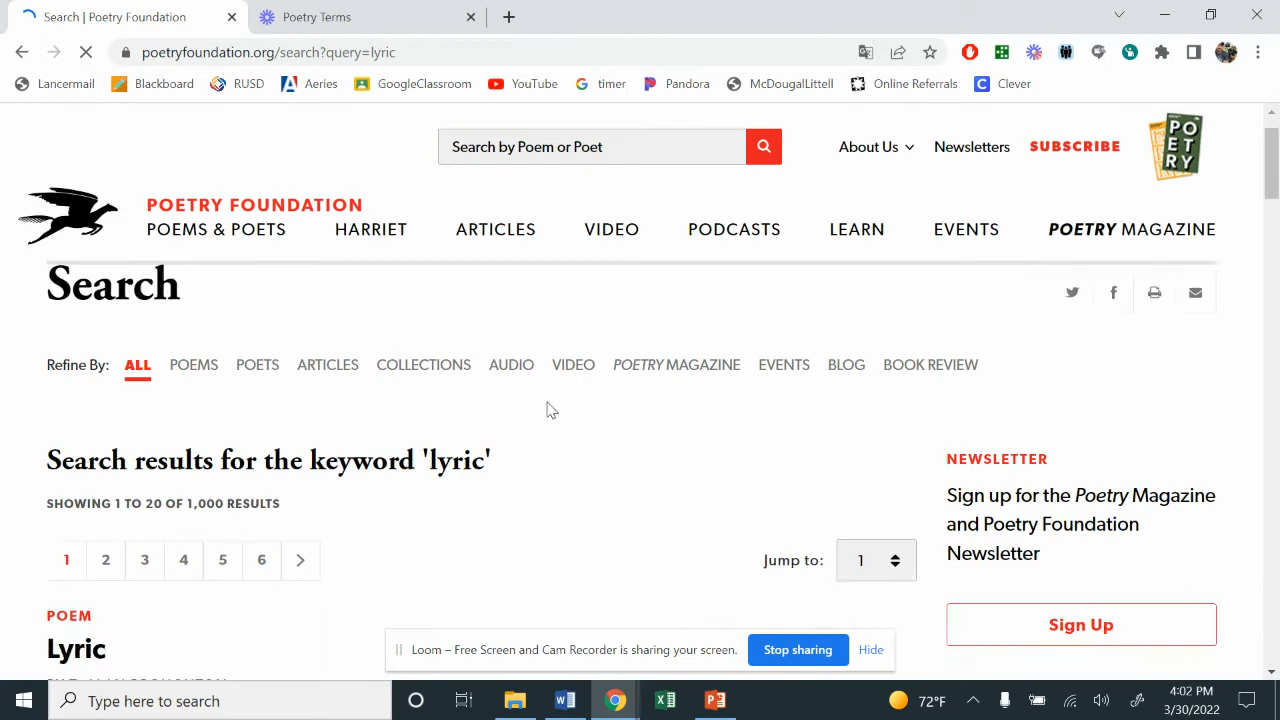 Search | Poetry Foundation
Poetry Terms
poetryfoundation.org/search?query=lyric
Lancermail Blackboard RUSD Aeries GoogleClassroom YouTube timer Pandora McDougalLittell Online Referrals Clever
Search by Poem or Poet
About Us Newsletters SUBSCRIBE
POETRY
POETRY FOUNDATION
POEMS & POETS HARRIET ARTICLES VIDEO PODCASTS LEARN EVENTS POETRY MAGAZINE
Search
Refine By: ALL POEMS POETS ARTICLES COLLECTIONS AUDIO VIDEO POETRY MAGAZINE EVENTS BLOG BOOK REVIEW
Search results for the keyword 'lyric'
SHOWING 1 TO 20 OF 1,000 RESULTS
1 2 3 4 5 6 >
Jump to: 1
NEWSLETTER
Sign up for the Poetry Magazine
and Poetry Foundation
Newsletter
Sign Up
POEM
Lyric
Loom – Free Screen and Cam Recorder is sharing your screen. Stop sharing Hide
Type here to search
72°F
4:02 PM
3/30/2022